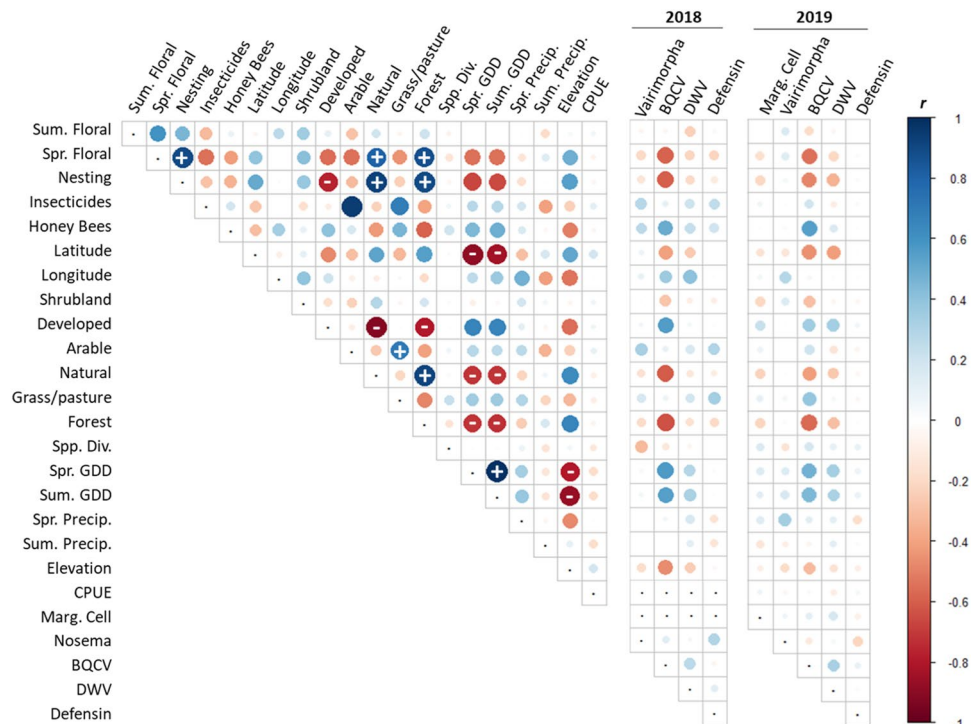 2018
2019
Sum. Floral
Spr. Floral
Nesting
Insecticides
Honey Bees
Latitude
Longitude
Shrubland
Developed
Arable
Natural
Grass/pasture
Forest
Spp. Div.
Spr. GDD
Sum. GDD
Spr. Precip.
Sum. Precip.
Elevation
CPUE
Vairimorpha
BQCV
DWV
Defensin
Marg. Cell
Vairimorpha
BQCV
DWV
Defensin
r
Sum. Floral
Spr. Floral
Nesting
Insecticides
Honey Bees
Latitude
Longitude
Shrubland
Developed
Arable
Natural
Grass/pasture
Forest
Spp. Div.
Spr. GDD
Sum. GDD
Spr. Precip.
Sum. Precip.
Elevation
CPUE
Marg. Cell
Nosema
BQCV
DWV
Defensin
1
0.8
0.6
0.4
0.2
0
-0.2
-0.4
-0.6
-0.8